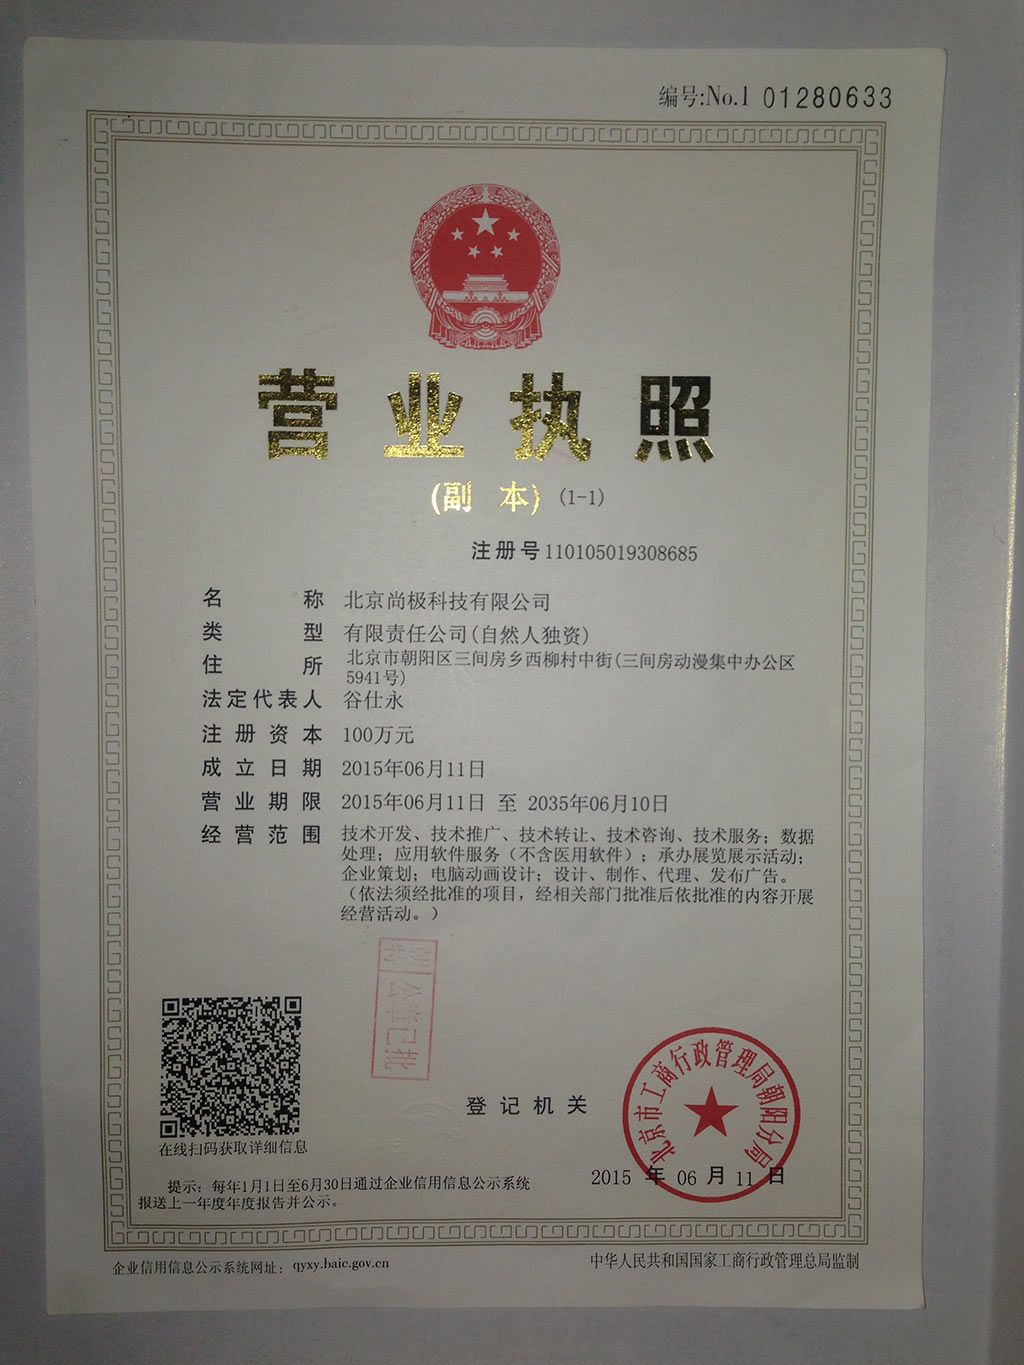 编号:No.1 01280633
营业执照
(副 本) (1-1)
注册号110105019308685
名称 北京尚极科技有限公司
类型 有限责任公司(自然人独资)
住所 北京市朝阳区三间房乡西柳村中街(三间房动漫集中办公区
5941号)
法定代表人 谷仕永
注册资本 100万元
成立日期 2015年06月11日
营业期限 2015年06月11日 至 2035年06月10日
经营范围 技术开发、技术推广、技术转让、技术咨询、技术服务；数据
处理；应用软件服务（不含医用软件）；承办展览展示活动；
企业策划；电脑动画设计；设计、制作、代理、发布广告。
（依法须经批准的项目，经相关部门批准后依批准的内容开展
经营活动。）
公章已批
在线扫码获取详细信息
登记机关
北京市工商行政管理局朝阳分局
2015 年 06 月 11 日
提示：每年1月1日至6月30日通过企业信用信息公示系统
报送上一年度年度报告并公示。
企业信用信息公示系统网址：qyxy.baic.gov.cn
中华人民共和国国家工商行政管理总局监制